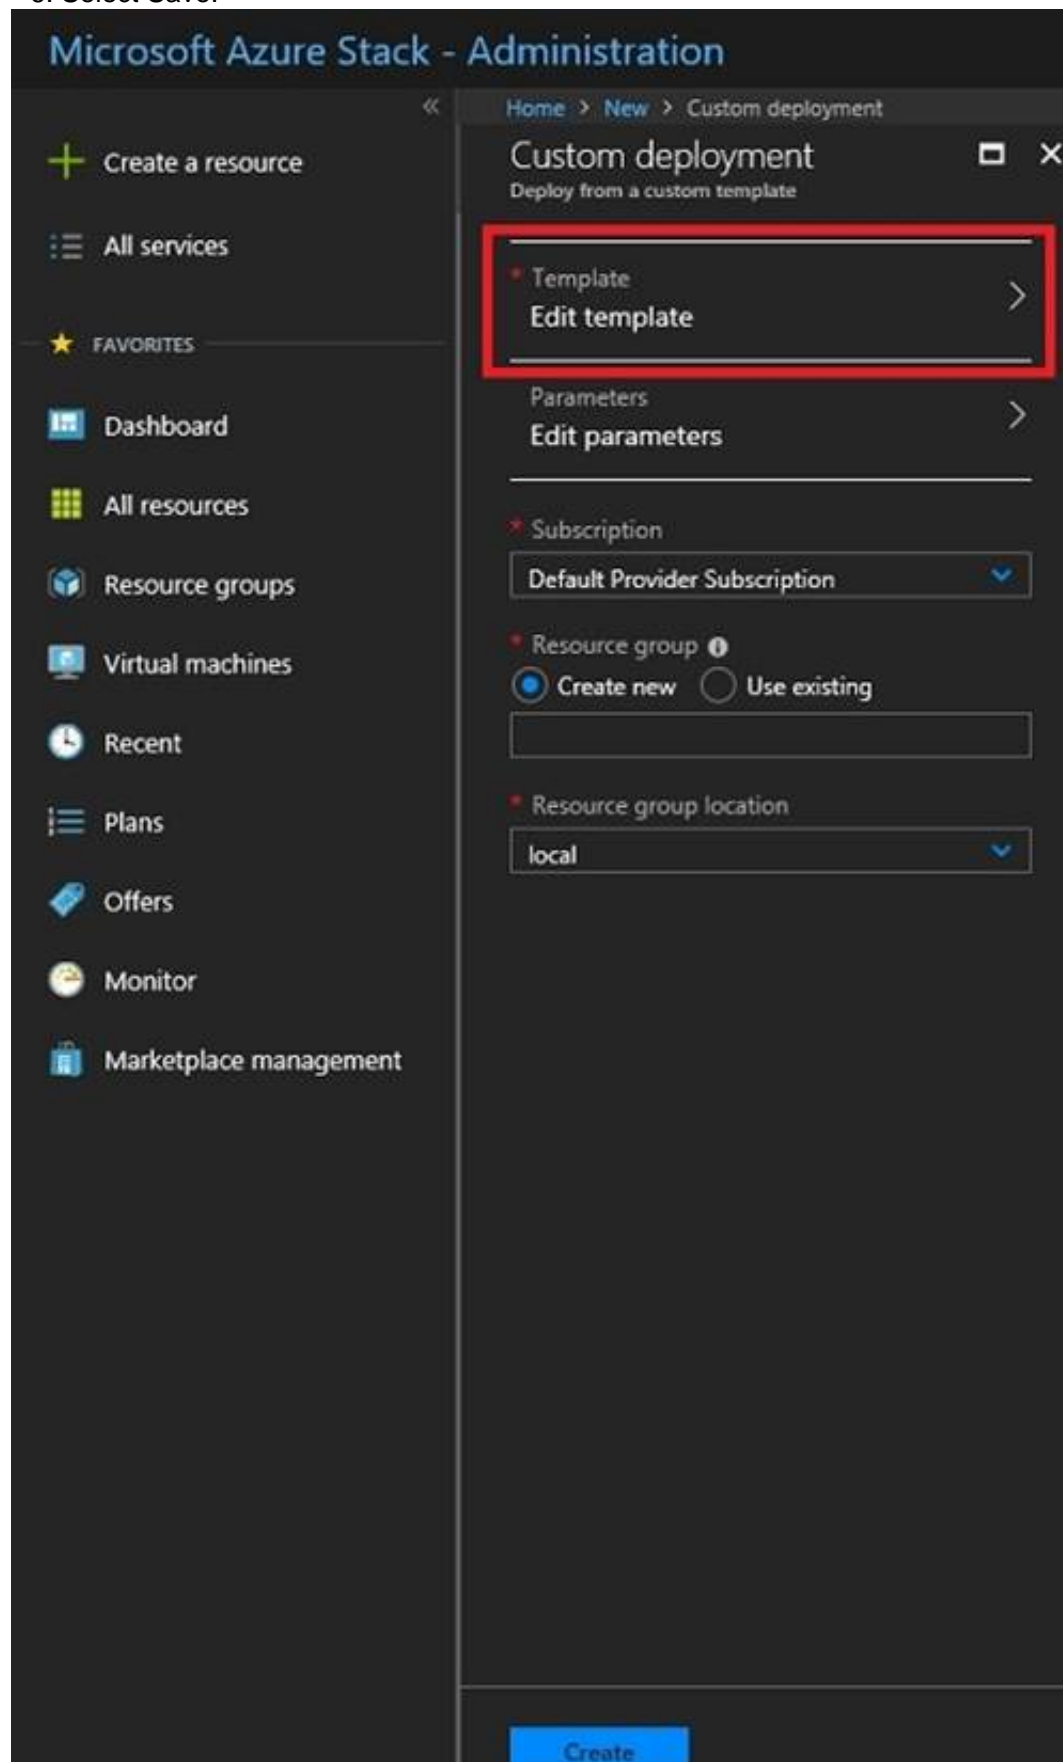 Select Save.
Microsoft Azure Stack - Administration
«
Home > New > Custom deployment
Create a resource
All services
FAVORITES
Dashboard
All resources
Resource groups
Virtual machines
Recent
Plans
Offers
Monitor
Marketplace management
Custom deployment
Deploy from a custom template
* Template
Edit template
Parameters
Edit parameters
* Subscription
Default Provider Subscription
* Resource group
Create new Use existing
* Resource group location
local
Create